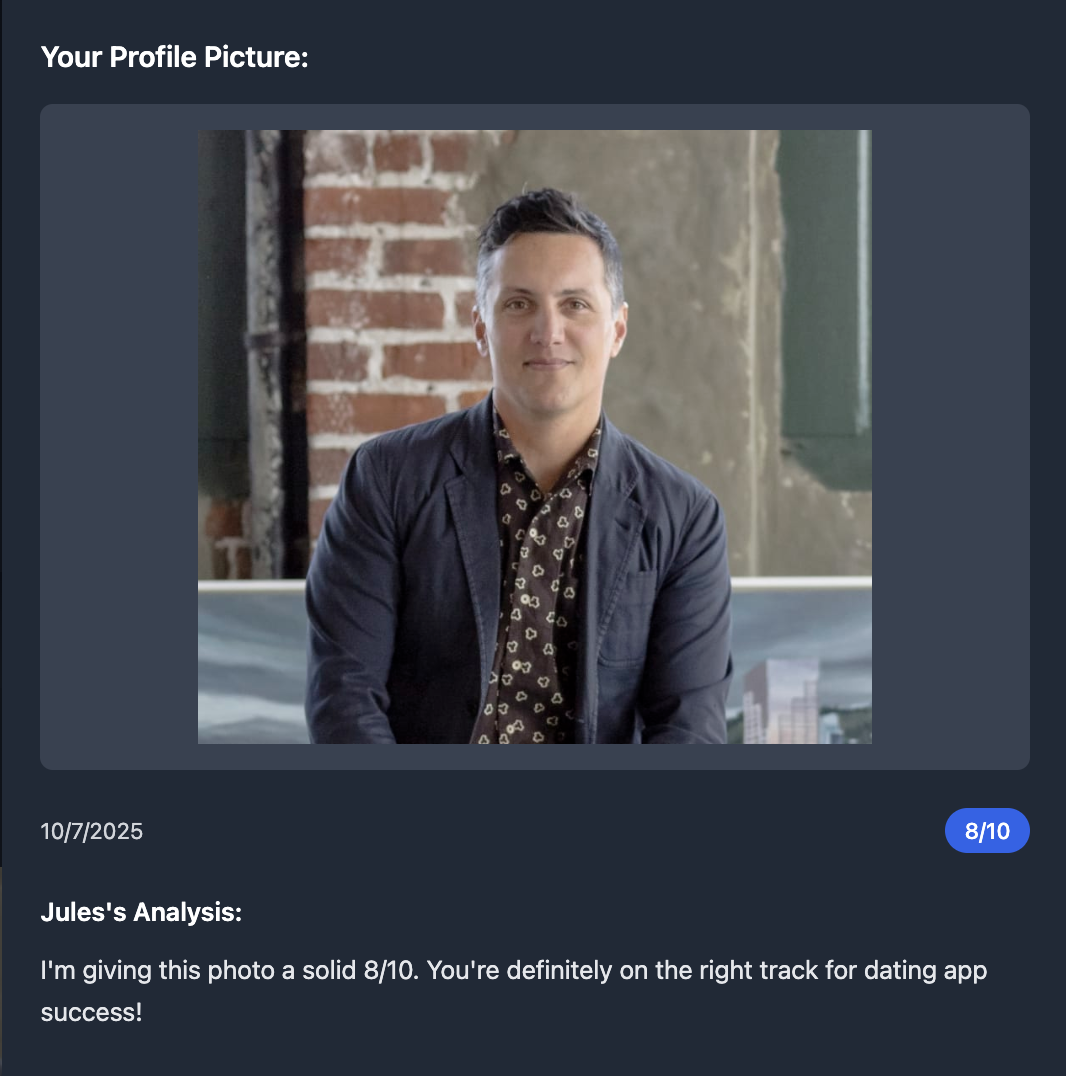 Your Profile Picture:
10/7/2025
8/10
Jules's Analysis:
I'm giving this photo a solid 8/10. You're definitely on the right track for dating app
success!